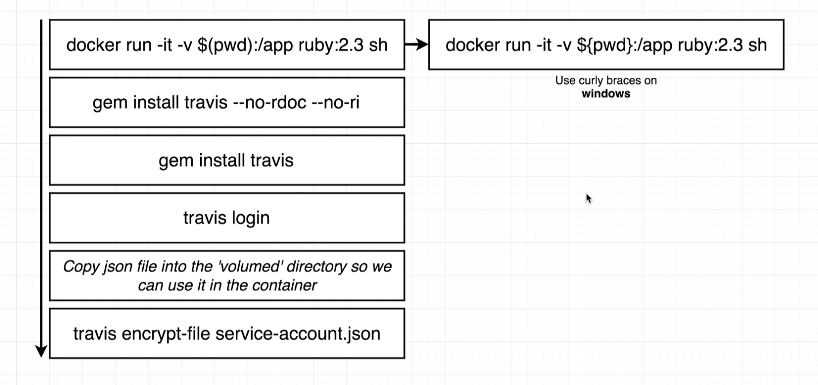 docker run -it -v $(pwd):/app ruby:2.3 sh
docker run -it -v ${pwd}:/app ruby:2.3 sh
Use curly braces on
windows
gem install travis --no-rdoc --no-ri
gem install travis
travis login
Copy json file into the 'volumed' directory so we
can use it in the container
travis encrypt-file service-account.json